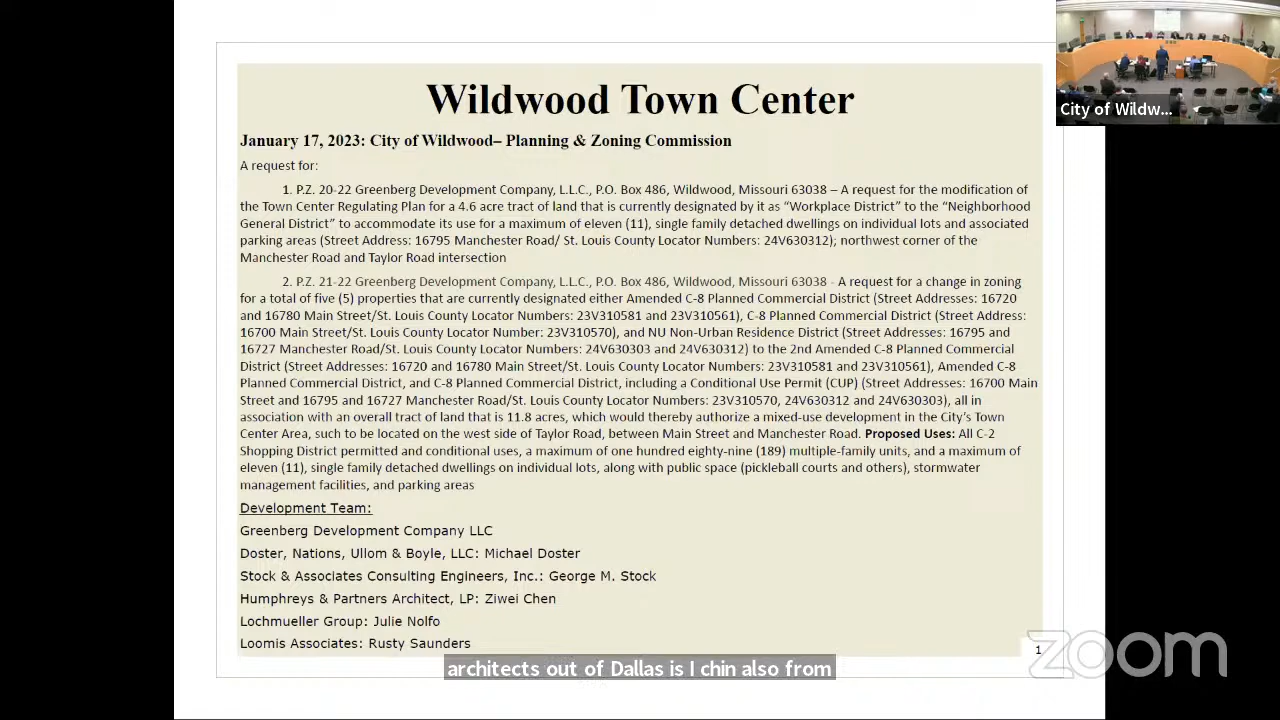 Wildwood Town Center
January 17, 2023: City of Wildwood– Planning & Zoning Commission
A request for:
1. P.Z. 20-22 Greenberg Development Company, L.L.C., P.O. Box 486, Wildwood, Missouri 63038 – A request for the modification of
the Town Center Regulating Plan for a 4.6 acre tract of land that is currently designated by it as “Workplace District” to the “Neighborhood
General District” to accommodate its use for a maximum of eleven (11), single family detached dwellings on individual lots and associated
parking areas (Street Address: 16795 Manchester Road/ St. Louis County Locator Numbers: 24V630312); northwest corner of the
Manchester Road and Taylor Road intersection
2. P.Z. 21-22 Greenberg Development Company, L.L.C., P.O. Box 486, Wildwood, Missouri 63038 - A request for a change in zoning
for a total of five (5) properties that are currently designated either Amended C-8 Planned Commercial District (Street Addresses: 16720
and 16780 Main Street/St. Louis County Locator Numbers: 23V310581 and 23V310561), C-8 Planned Commercial District (Street Address:
16700 Main Street/St. Louis County Locator Number: 23V310570), and NU Non-Urban Residence District (Street Addresses: 16795 and
16727 Manchester Road/St. Louis County Locator Numbers: 24V630303 and 24V630312) to the 2nd Amended C-8 Planned Commercial
District (Street Addresses: 16720 and 16780 Main Street/St. Louis County Locator Numbers: 23V310581 and 23V310561), Amended C-8
Planned Commercial District, and C-8 Planned Commercial District, including a Conditional Use Permit (CUP) (Street Addresses: 16700 Main
Street and 16795 and 16727 Manchester Road/St. Louis County Locator Numbers: 23V310570, 24V630312 and 24V630303), all in
association with an overall tract of land that is 11.8 acres, which would thereby authorize a mixed-use development in the City’s Town
Center Area, such to be located on the west side of Taylor Road, between Main Street and Manchester Road. Proposed Uses: All C-2
Shopping District permitted and conditional uses, a maximum of one hundred eighty-nine (189) multiple-family units, and a maximum of
eleven (11), single family detached dwellings on individual lots, along with public space (pickleball courts and others), stormwater
management facilities, and parking areas
Development Team:
Greenberg Development Company LLC
Doster, Nations, Ullom & Boyle, LLC: Michael Doster
Stock & Associates Consulting Engineers, Inc.: George M. Stock
Humphreys & Partners Architect, LP: Ziwei Chen
Lochmueller Group: Julie Nolfo
Loomis Associates: Rusty Saunders
1
architects out of Dallas is I chin also from
zoom
City of Wildw...